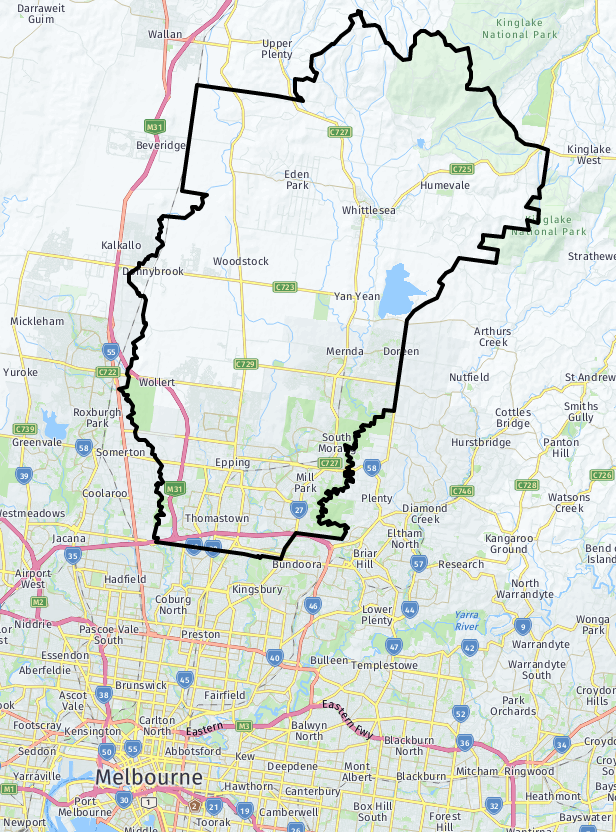 Darraweit
Guim
Wallan
Upper
Plenty
Kinglake
National Park
M31
C727
Beveridge
Kinglake
West
Eden
Park
C725
Humevale
Whittlesea
Kinglake
National Park
Kalkallo
Strathewe
Woodstock
Donnybrook
C723
Yan Yean
Mickleham
Arthurs
Creek
55
Mernda
Doreen
C729
Yuroke
C722
Wollert
Nutfield
St Andrew
Roxburgh
Park
Cottles
Bridge
Smiths
Gully
C739
Greenvale
58
South
Morang
Hurstbridge
Panton
Hill
Somerton
Epping
C727
58
39
Mill
Park
C726
M31
Coolaroo
Plenty
C746
C728
Watsons
Creek
Westmeadows
Thomastown
27
Diamond
Creek
Jacana
35
Eltham
North
Kangaroo
Ground
Bend o
Island
Briar
Hill
Bundoora
57
Research
Airport
West
Hadfield
Kingsbury
North
Warrandyte
M2
Coburg
North
46
Lower
Plenty
44
Yarra
River
Wonga
Park
Niddrie
Pascoe Vale
South
Preston
9
Essendon
40
Bulleen
47
42
Warrandyte
Aberfeldie
Templestowe
Warrandyte
South
Brunswick
45
Ascot
Vale
38
Fairfield
Croydon
Hills
Park
Orchards
Footscray
Carlton
North
Eastern
M3
Eastern Fwy
52
Kensington
Balwyn
North
Seddon
50
55
Abbotsford
Blackburn
North
36
34
Croyd
Kew
Yarraville
Melbourne
Deepdene
Mont
Albert
Blackburn
Mitcham
Ringwood
M1
Hawthorn
Canterbury
Heathmont
Bays
Port
Melbourne
30
1
2
21
19
Camberwell
Box Hill
South
32
Newport
Middle
Toorak
26
Forest
Hill
Bayswater